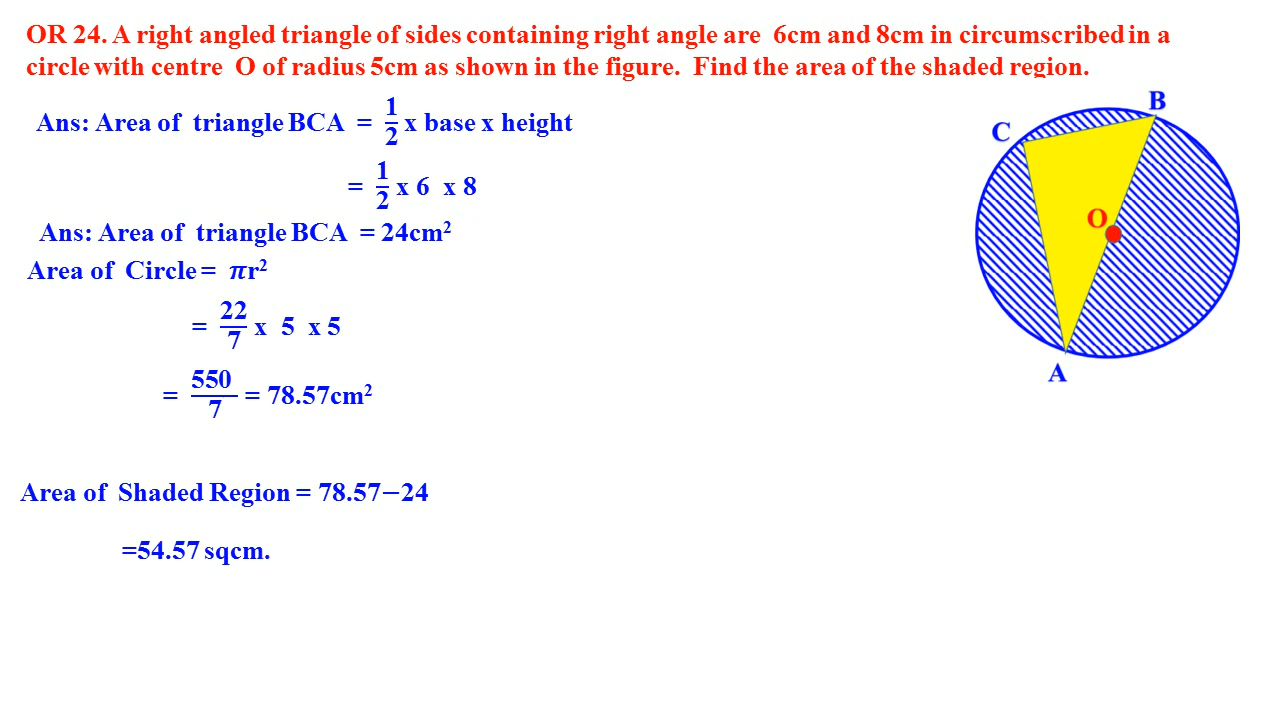 OR 24. A right angled triangle of sides containing right angle are 6cm and 8cm in circumscribed in a
circle with centre O of radius 5cm as shown in the figure. Find the area of the shaded region.
Ans: Area of triangle BCA = 1/2 x base x height
= 1/2 x 6 x 8
Ans: Area of triangle BCA = 24cm²
Area of Circle = πr²
= 22/7 x 5 x 5
= 550/7 = 78.57cm²
Area of Shaded Region = 78.57−24
=54.57 sqcm.
B
C
O
A